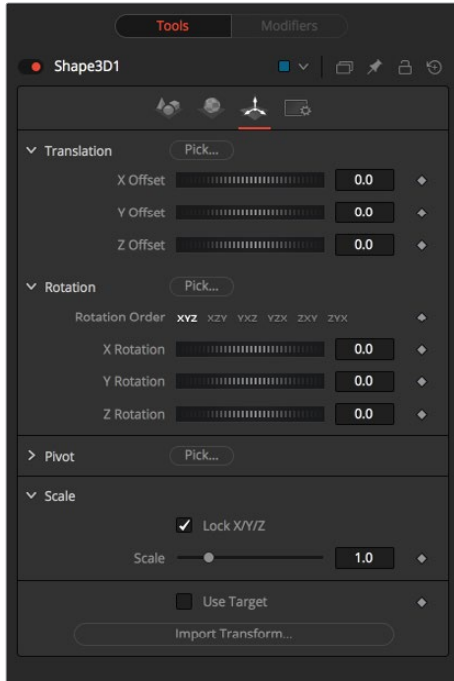 Tools Modifiers
Shape3D1
Translation Pick...
X Offset 0.0
Y Offset 0.0
Z Offset 0.0
Rotation Pick...
Rotation Order XYZ XZY YXZ YZX ZXY ZYX
X Rotation 0.0
Y Rotation 0.0
Z Rotation 0.0
Pivot Pick...
Scale
Lock X/Y/Z
Scale 1.0
Use Target
Import Transform...